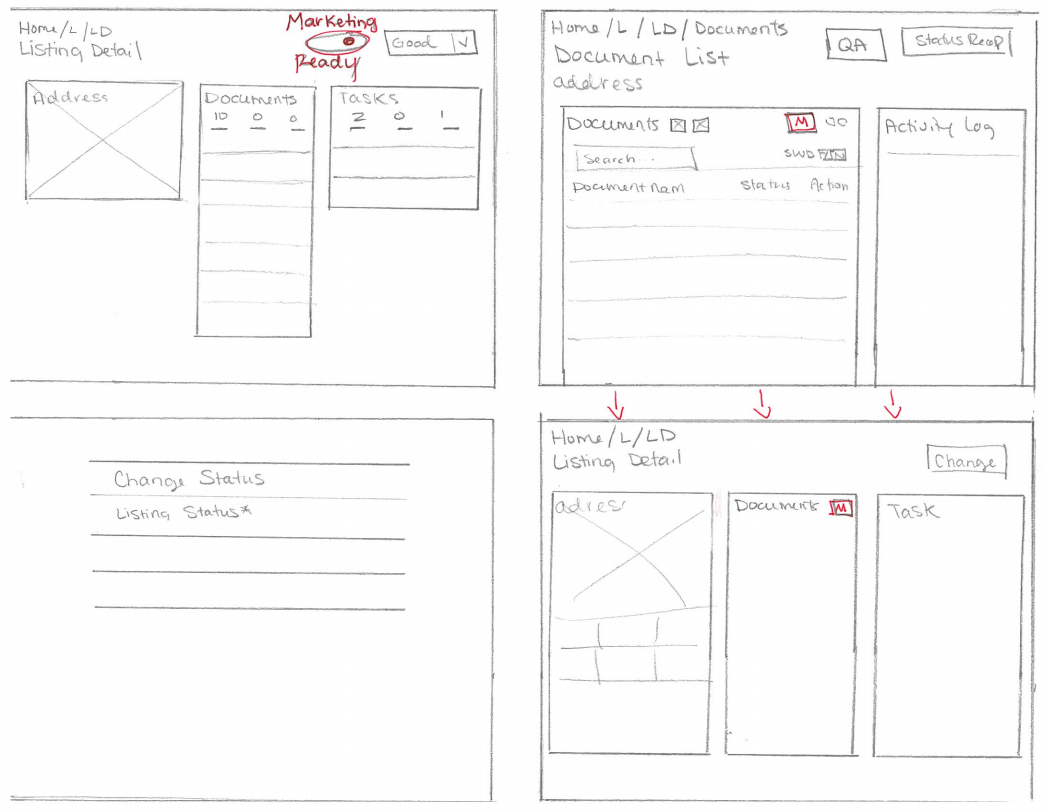 Home/L/LD
Listing Detail
Marketing
Ready
Good
Address
Documents
10 0 0
Tasks
2 0 1
Home/L/LD/Documents
Document List
address
QA
Status
Documents
M
Search...
SWD
Document Nam Status Action
Activity Log
Change Status
Listing Status*
Home/L/LD
Listing Detail
Change
adres
Documents M
Task